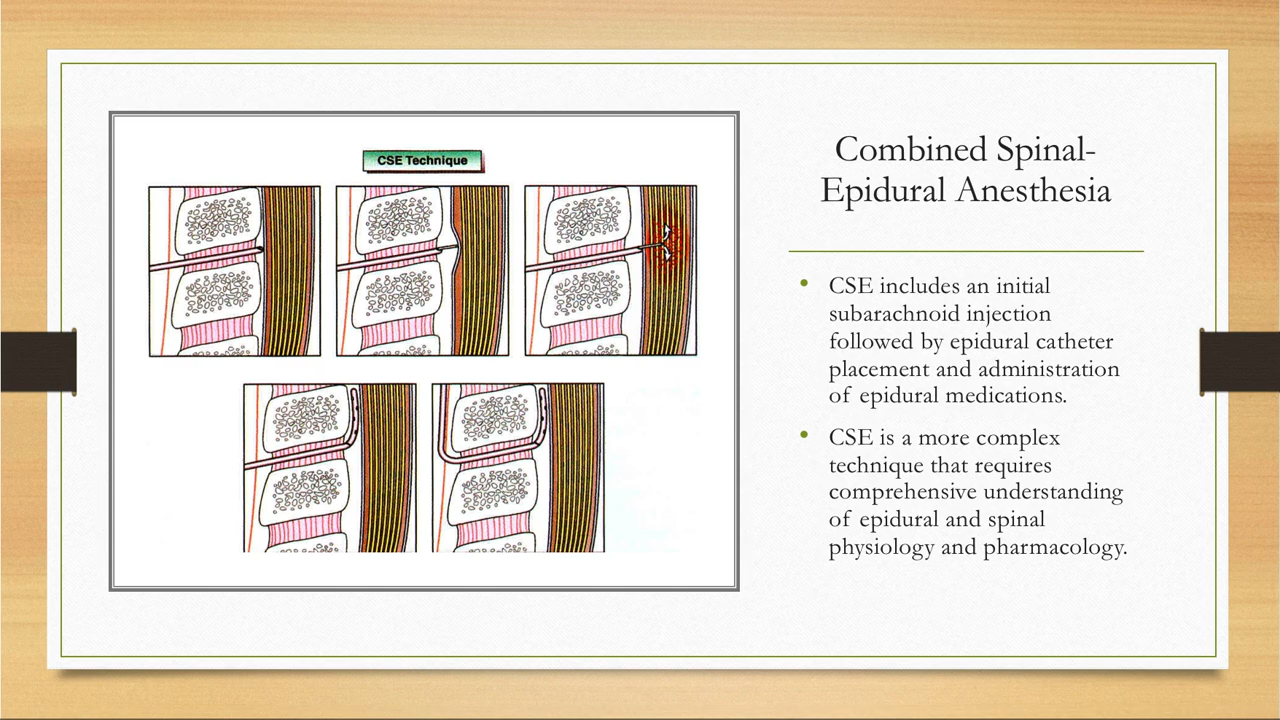 CSE Technique
Combined Spinal-
Epidural Anesthesia
• CSE includes an initial
subarachnoid injection
followed by epidural catheter
placement and administration
of epidural medications.
• CSE is a more complex
technique that requires
comprehensive understanding
of epidural and spinal
physiology and pharmacology.